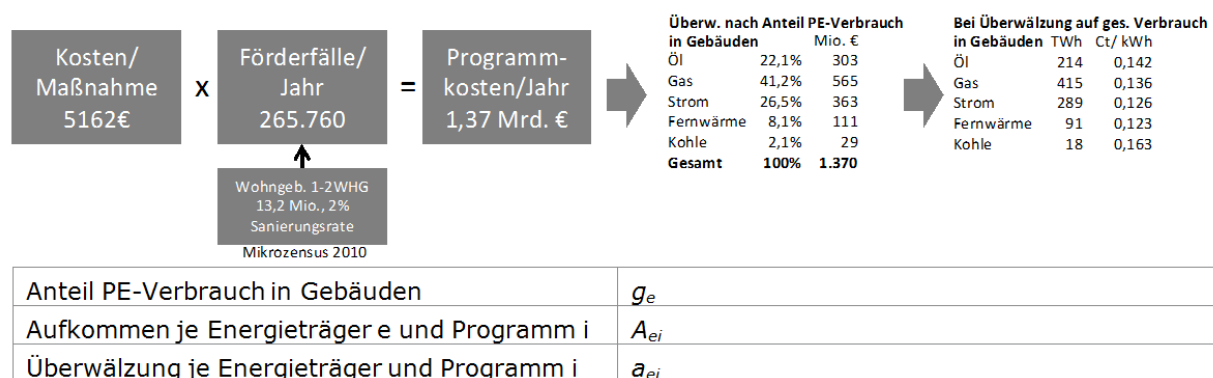 Kosten/
Maßnahme
5162€
x
Förderfälle/
Jahr
265.760
=
Programm-
kosten/Jahr
1,37 Mrd. €
Wohngeb. 1-2WHG
13,2 Mio., 2%
Sanierungsrate
Mikrozensus 2010
Überw. nach Anteil PE-Verbrauch
in Gebäuden Mio. €
Öl 22,1% 303
Gas 41,2% 565
Strom 26,5% 363
Fernwärme 8,1% 111
Kohle 2,1% 29
Gesamt 100% 1.370
Bei Überwälzung auf ges. Verbrauch
in Gebäuden TWh Ct/ kWh
Öl 214 0,142
Gas 415 0,136
Strom 289 0,126
Fernwärme 91 0,123
Kohle 18 0,163
Anteil PE-Verbrauch in Gebäuden ge
Aufkommen je Energieträger e und Programm i Aei
Überwälzung je Energieträger und Programm i aei